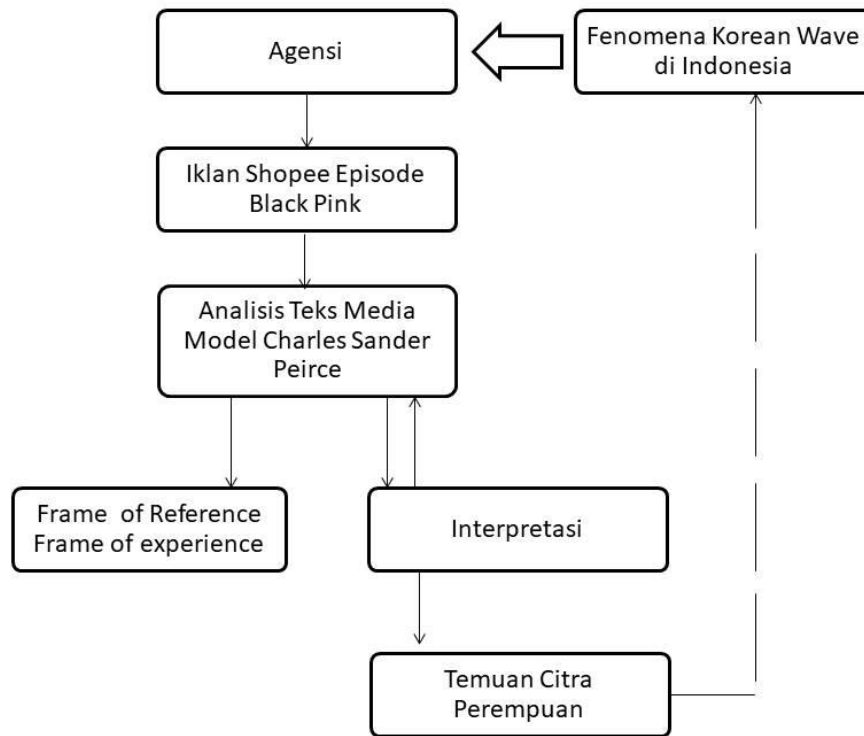 Agensi
Fenomena Korean Wave
di Indonesia
Iklan Shopee Episode
Black Pink
Analisis Teks Media
Model Charles Sander
Peirce
Frame of Reference
Frame of experience
Interpretasi
Temuan Citra
Perempuan